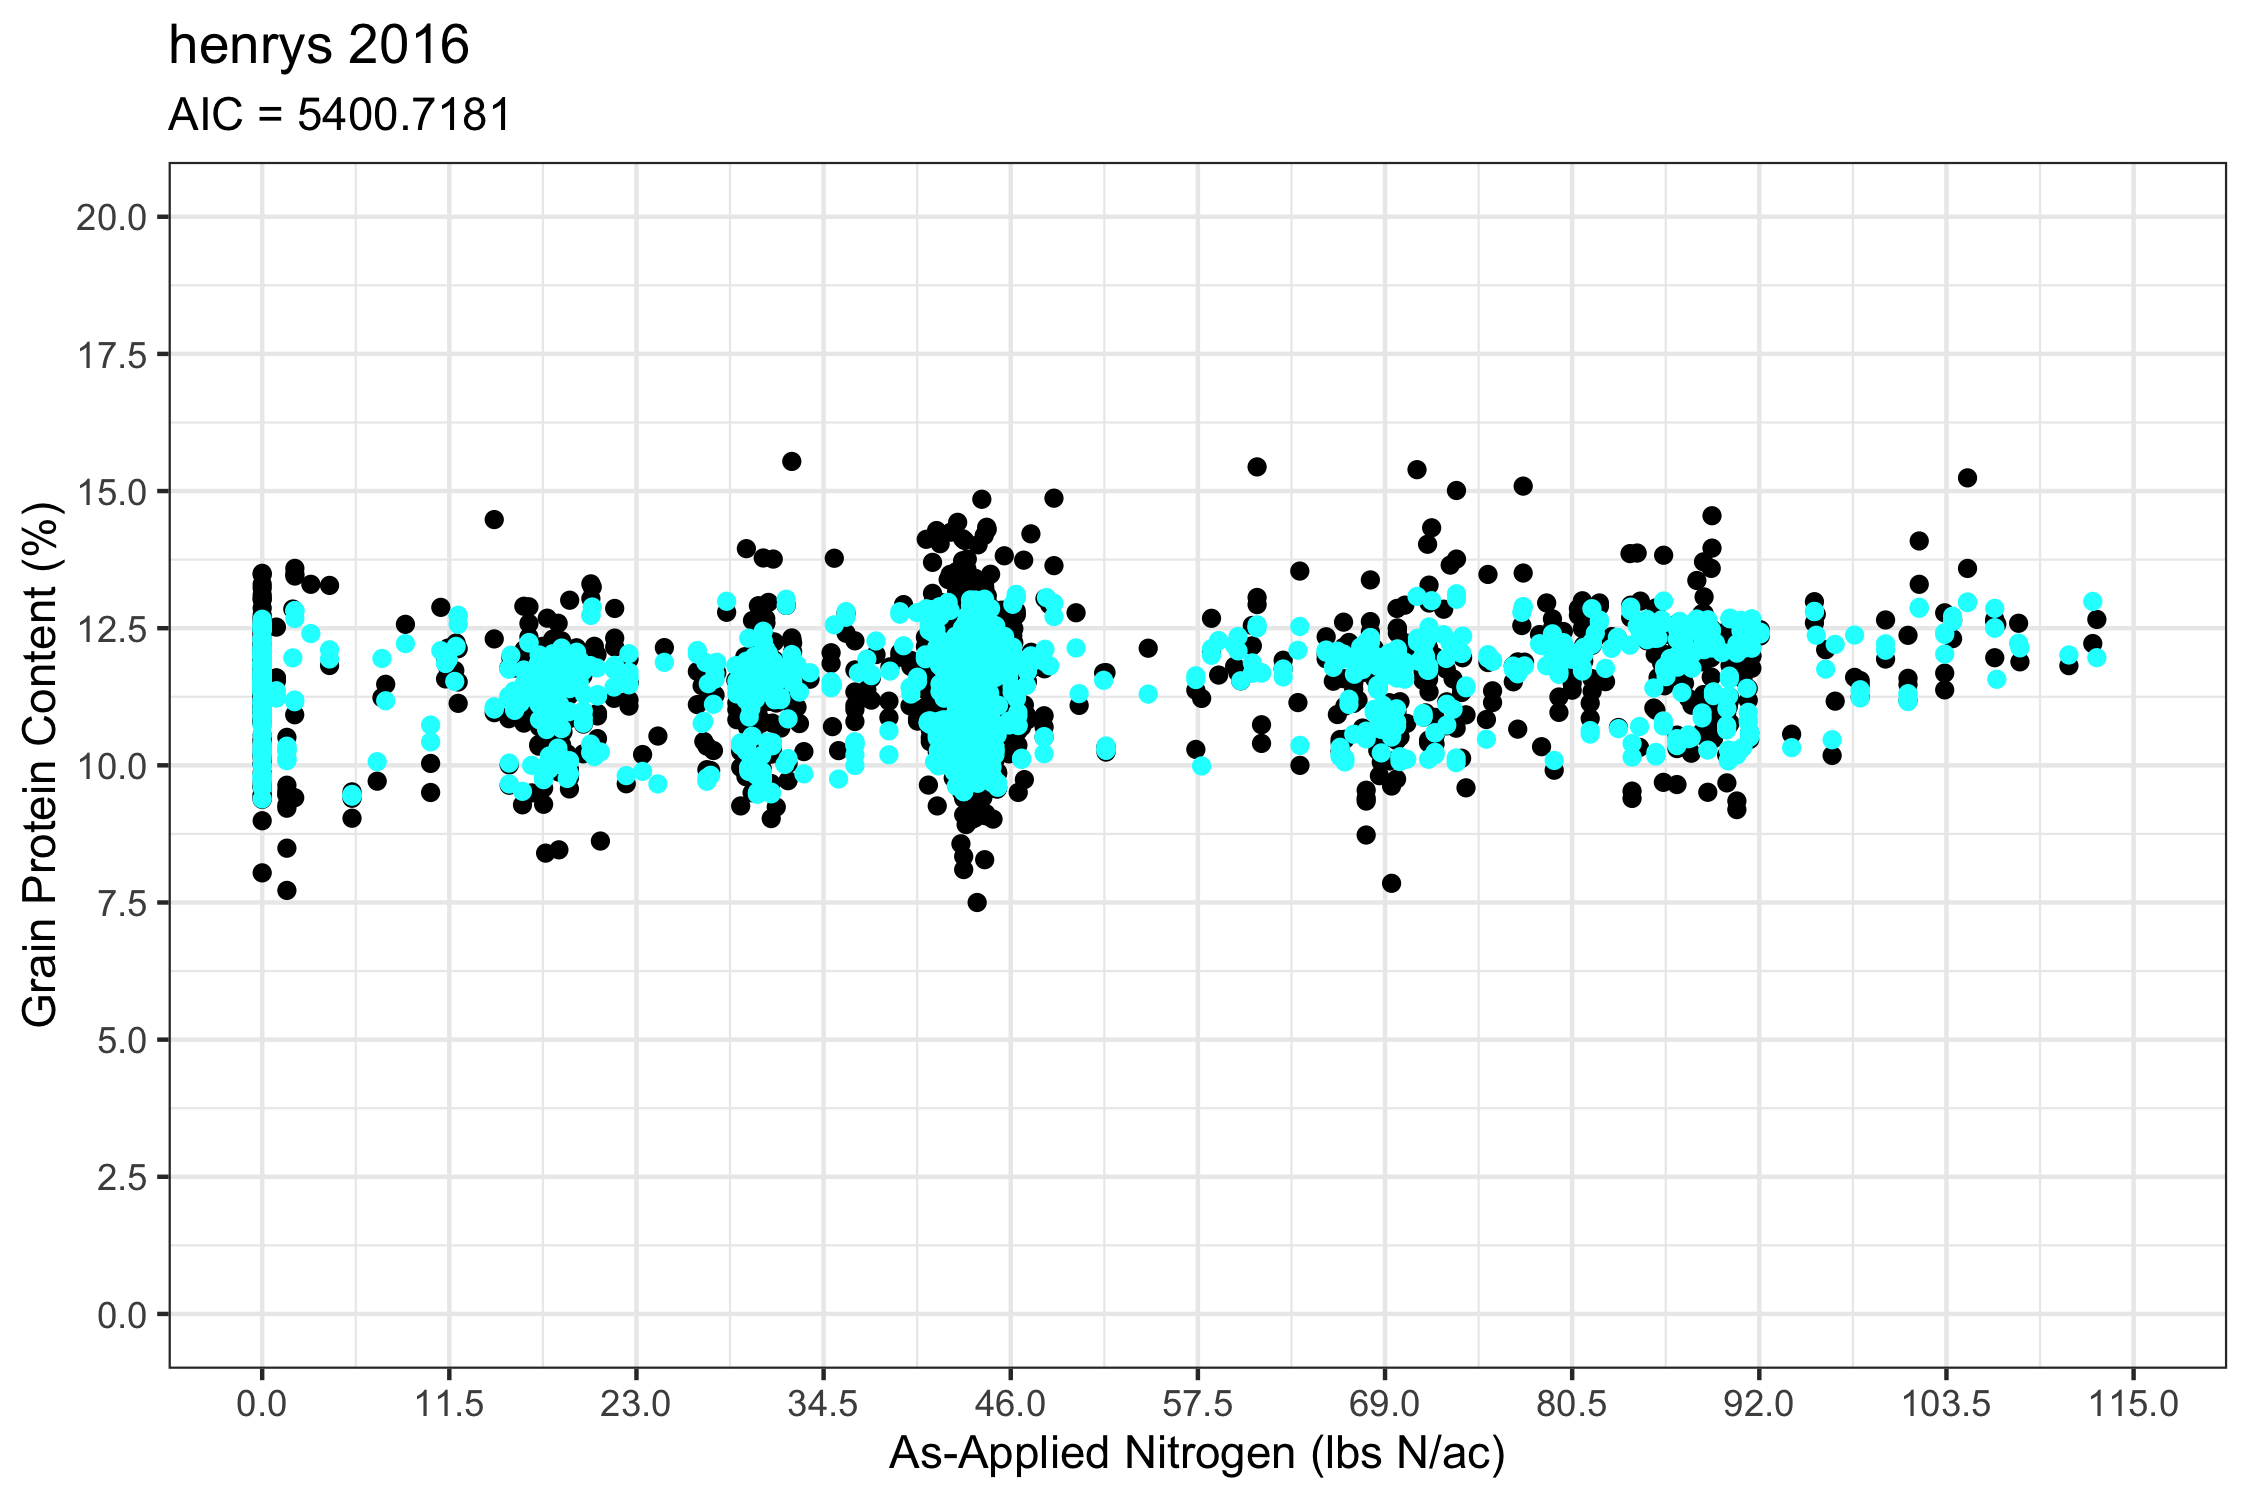 henrys 2016
AIC = 5400.7181
Grain Protein Content (%)
20.0
17.5
15.0
12.5
10.0
7.5
5.0
2.5
0.0
0.0 11.5 23.0 34.5 46.0 57.5 69.0 80.5 92.0 103.5 115.0
As-Applied Nitrogen (lbs N/ac)